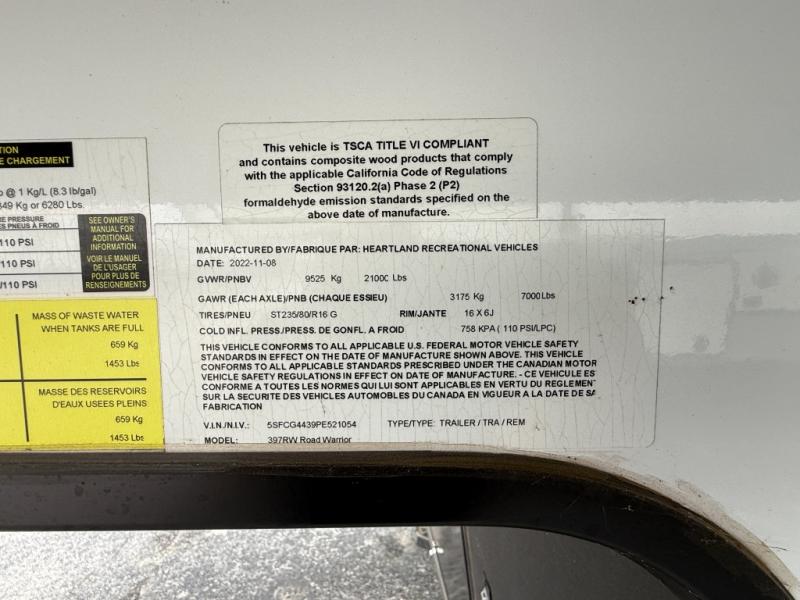 This vehicle is TSCA TITLE VI COMPLIANT
and contains composite wood products that comply
with the applicable California Code of Regulations
Section 93120.2(a) Phase 2 (P2)
formaldehyde emission standards specified on the
above date of manufacture.
E CHARGEMENT
@ 1 Kg/L (8.3 lb/gal)
849 Kg or 6280 Lbs.
RE PRESSURE
ES PNEUS À FROID
/110 PSI
/110 PSI
/110 PSI
SEE OWNER'S
MANUAL FOR
ADDITIONAL
INFORMATION
VOIR LE MANUEL
DE L'USAGER
POUR PLUS DE
RENSEIGNEMENTS
MASS OF WASTE WATER
WHEN TANKS ARE FULL
659 Kg
1453 Lbs
MASSE DES RESERVOIRS
D'EAUX USEES PLEINS
659 Kg
1453 Lbs
MANUFACTURED BY/FABRIQUE PAR: HEARTLAND RECREATIONAL VEHICLES
DATE: 2022-11-08
GVWR/PNBV 9525 Kg 21000 Lbs
GAWR (EACH AXLE)/PNB (CHAQUE ESSIEU) 3175 Kg 7000 Lbs
TIRES/PNEU ST235/80/R16 G RIM/JANTE 16 X 6J
COLD INFL. PRESS./PRESS. DE GONFL. A FROID 758 KPA ( 110 PSI/LPC)
THIS VEHICLE CONFORMS TO ALL APPLICABLE U.S. FEDERAL MOTOR VEHICLE SAFETY
STANDARDS IN EFFECT ON THE DATE OF MANUFACTURE SHOWN ABOVE. THIS VEHICLE
CONFORMS TO ALL APPLICABLE STANDARDS PRESCRIBED UNDER THE CANADIAN MOTOR
VEHICLE SAFETY REGULATIONS IN EFFECT ON DATE OF MANUFACTURE. - CE VEHICULE ES
CONFORME A TOUTES LES NORMES QUI LUI SONT APPLICABLES EN VERTU DU REGLEMEN
SUR LA SECURITE DES VEHICULES AUTOMOBILES DU CANADA EN VIGUEUR A LA DATE DE SA
FABRICATION
V.I.N./N.I.V.: 5SFCG4439PE521054 TYPE/TYPE: TRAILER / TRA / REM
MODEL: 397RW Road Warrior